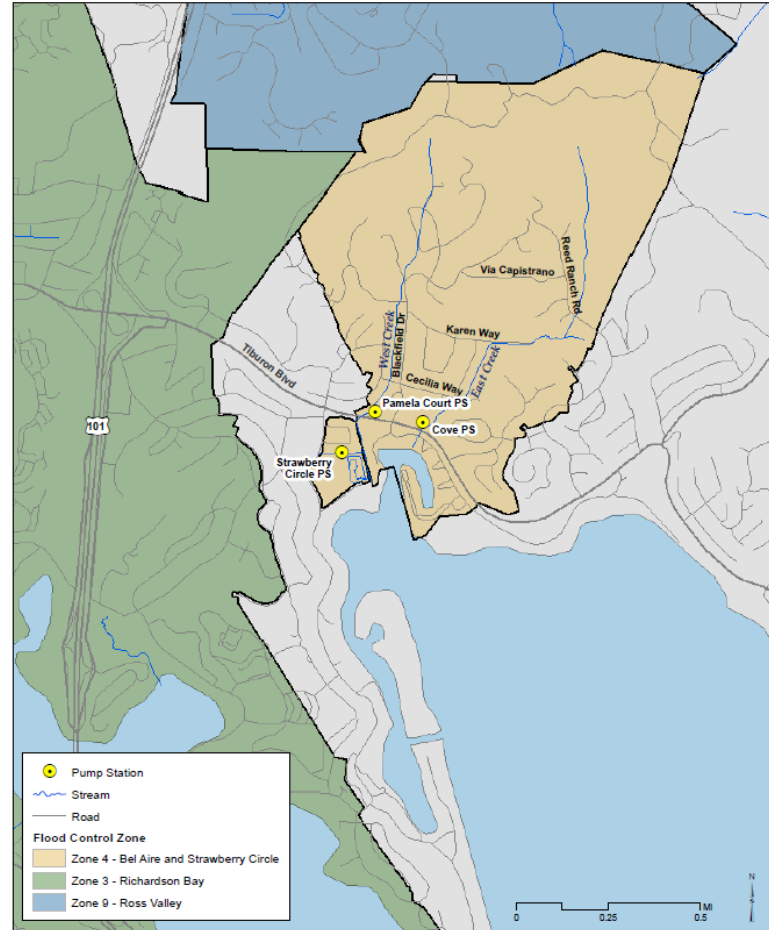 Via Capistrano
Reed Ranch Rd
Karen Way
West Creek
Blackfield Dr
East Creek
Tiburon Blvd
Cecilia Way
Pamela Court PS
Cove PS
101
Strawberry
Circle PS
Pump Station
Stream
Road
Flood Control Zone
Zone 4 - Bel Aire and Strawberry Circle
Zone 3 - Richardson Bay
Zone 9 - Ross Valley
N
MI
0 0.25 0.5